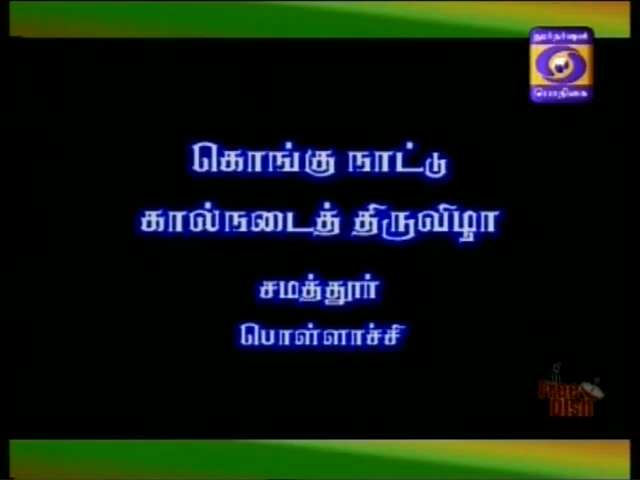 தூர்தர்ஷன்
பொதிகை
கொங்கு நாட்டு
கால்நடைத் திருவிழா
சமத்தூர்
பொள்ளாச்சி
Free
Dish